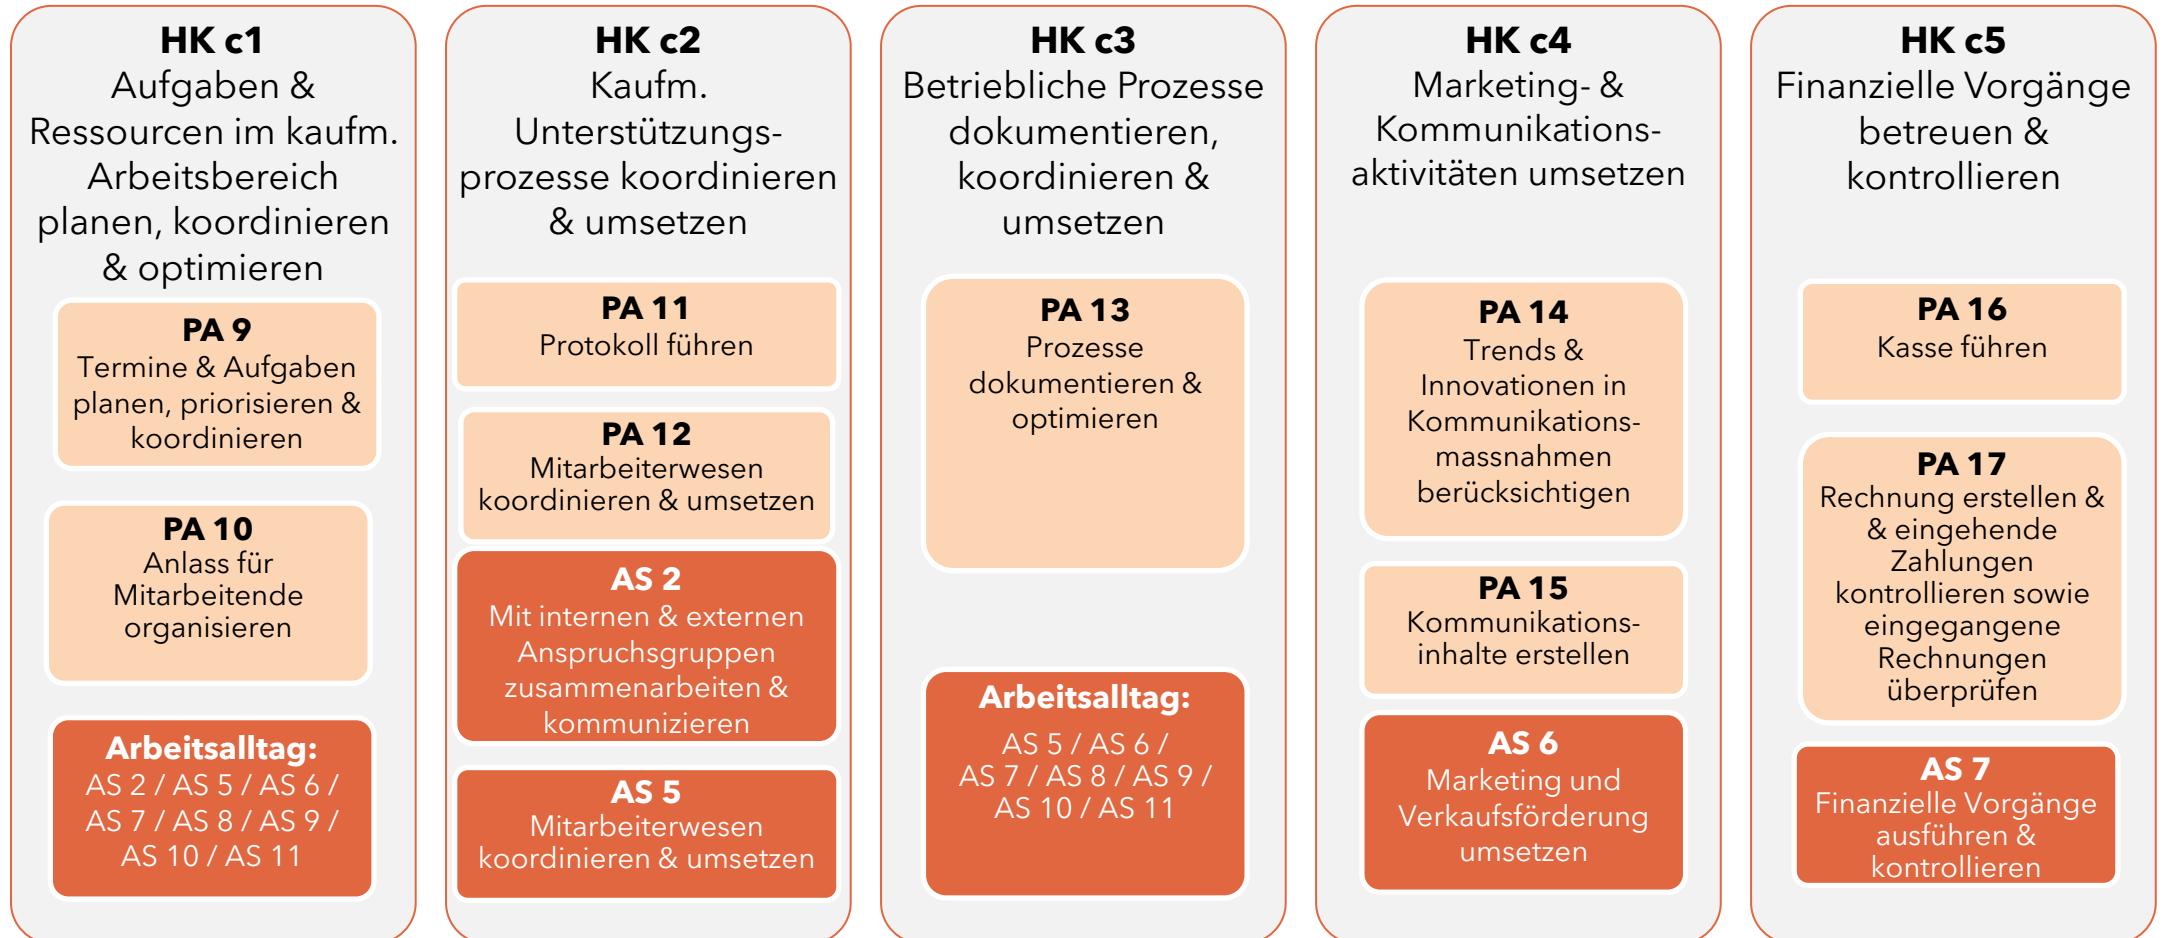 HK c1
Aufgaben &
Ressourcen im kaufm.
Arbeitsbereich
planen, koordinieren
& optimieren
PA 9
Termine & Aufgaben
planen, priorisieren &
koordinieren
PA 10
Anlass für
Mitarbeitende
organisieren
Arbeitsalltag:
AS 2 / AS 5 / AS 6 /
AS 7 / AS 8 / AS 9 /
AS 10 / AS 11
HK c2
Kaufm.
Unterstützungs-
prozesse koordinieren
& umsetzen
PA 11
Protokoll führen
PA 12
Mitarbeiterwesen
koordinieren & umsetzen
AS 2
Mit internen & externen
Anspruchsgruppen
zusammenarbeiten &
kommunizieren
AS 5
Mitarbeiterwesen
koordinieren & umsetzen
HK c3
Betriebliche Prozesse
dokumentieren,
koordinieren &
umsetzen
PA 13
Prozesse
dokumentieren &
optimieren
Arbeitsalltag:
AS 5 / AS 6 /
AS 7 / AS 8 / AS 9 /
AS 10 / AS 11
HK c4
Marketing- &
Kommunikations-
aktivitäten umsetzen
PA 14
Trends &
Innovationen in
Kommunikations-
massnahmen
berücksichtigen
PA 15
Kommunikations-
inhalte erstellen
AS 6
Marketing und
Verkaufsförderung
umsetzen
HK c5
Finanzielle Vorgänge
betreuen &
kontrollieren
PA 16
Kasse führen
PA 17
Rechnung erstellen &
& eingehende
Zahlungen
kontrollieren sowie
eingegangene
Rechnungen
überprüfen
AS 7
Finanzielle Vorgänge
ausführen &
kontrollieren